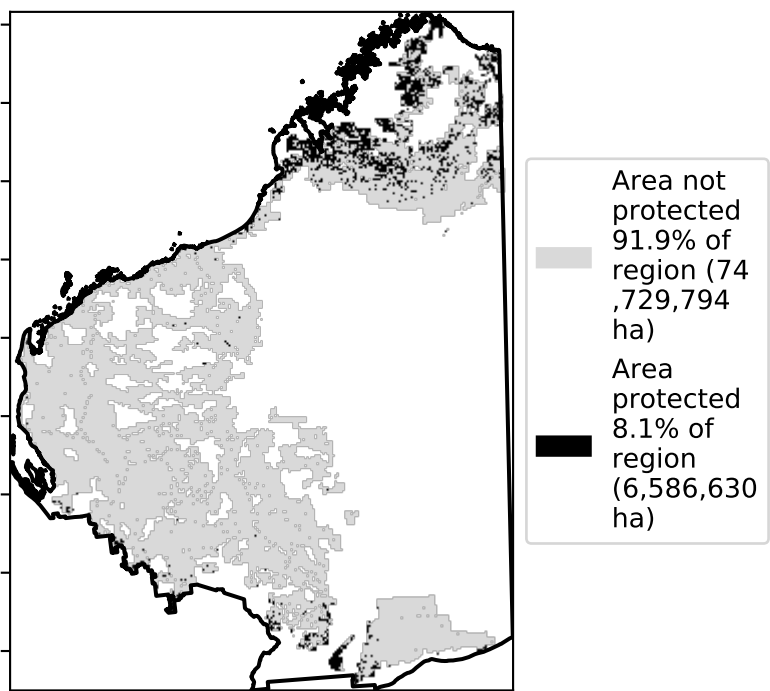 Area not
protected
91.9% of
region (74
,729,794
ha)
Area
protected
8.1% of
region
(6,586,630
ha)